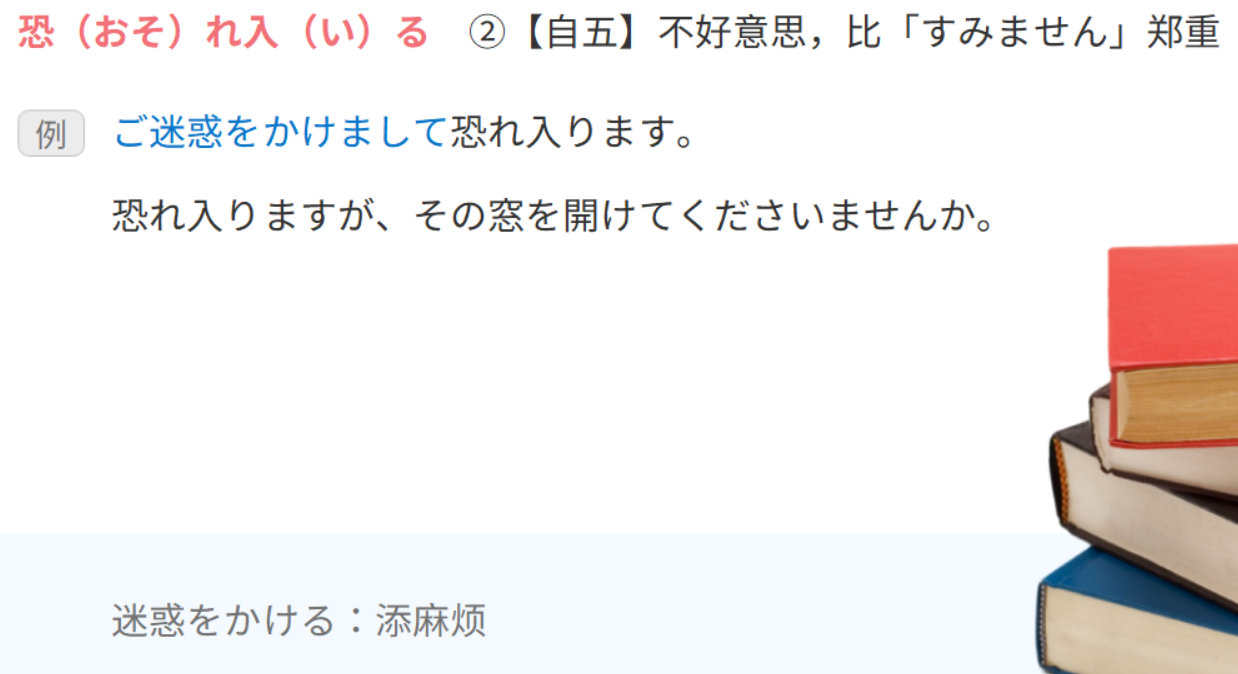 恐（おそ）れ入（い）る ②【自五】不好意思，比「すみません」郑重
例 ご迷惑をかけまして恐れ入ります。
恐れ入りますが、その窓を開けてくださいませんか。
迷惑をかける：添麻烦